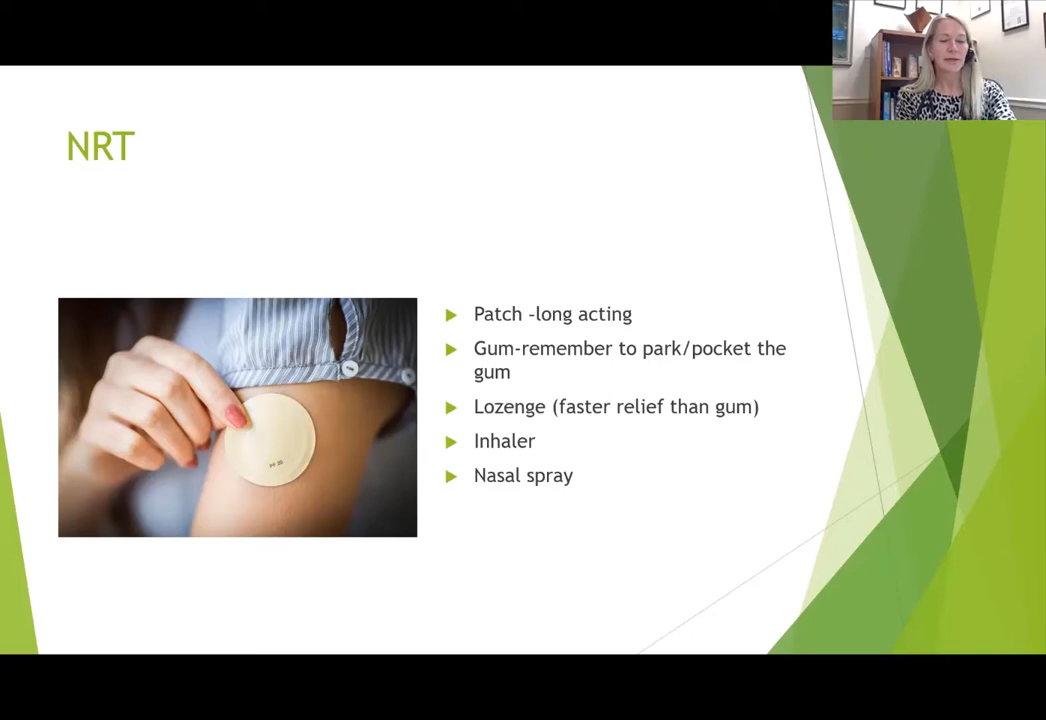 NRT
Patch -long acting
Gum-remember to park/pocket the
gum
Lozenge (faster relief than gum)
Inhaler
Nasal spray